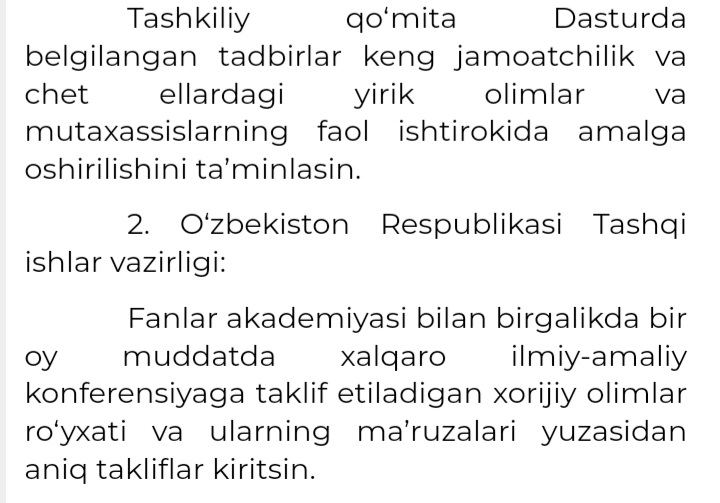 Tashkiliy qo‘mita Dasturda
belgilangan tadbirlar keng jamoatchilik va
chet ellardagi yirik olimlar va
mutaxassislarning faol ishtirokida amalga
oshirilishini ta’minlasin.
2. O‘zbekiston Respublikasi Tashqi
ishlar vazirligi:
Fanlar akademiyasi bilan birgalikda bir
oy muddatda xalqaro ilmiy-amaliy
konferensiyaga taklif etiladigan xorijiy olimlar
ro‘yxati va ularning ma’ruzalari yuzasidan
aniq takliflar kiritsin.